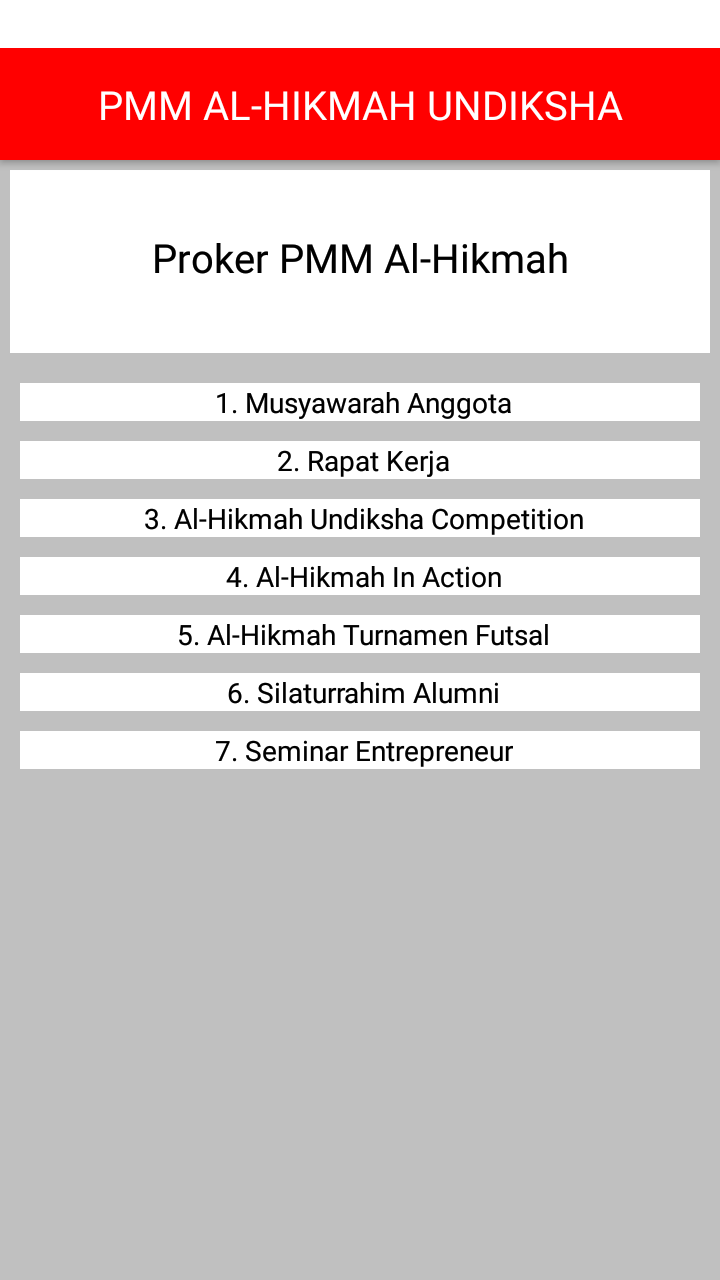 PMM AL-HIKMAH UNDIKSHA
Proker PMM Al-Hikmah
1. Musyawarah Anggota
2. Rapat Kerja
3. Al-Hikmah Undiksha Competition
4. Al-Hikmah In Action
5. Al-Hikmah Turnamen Futsal
6. Silaturrahim Alumni
7. Seminar Entrepreneur